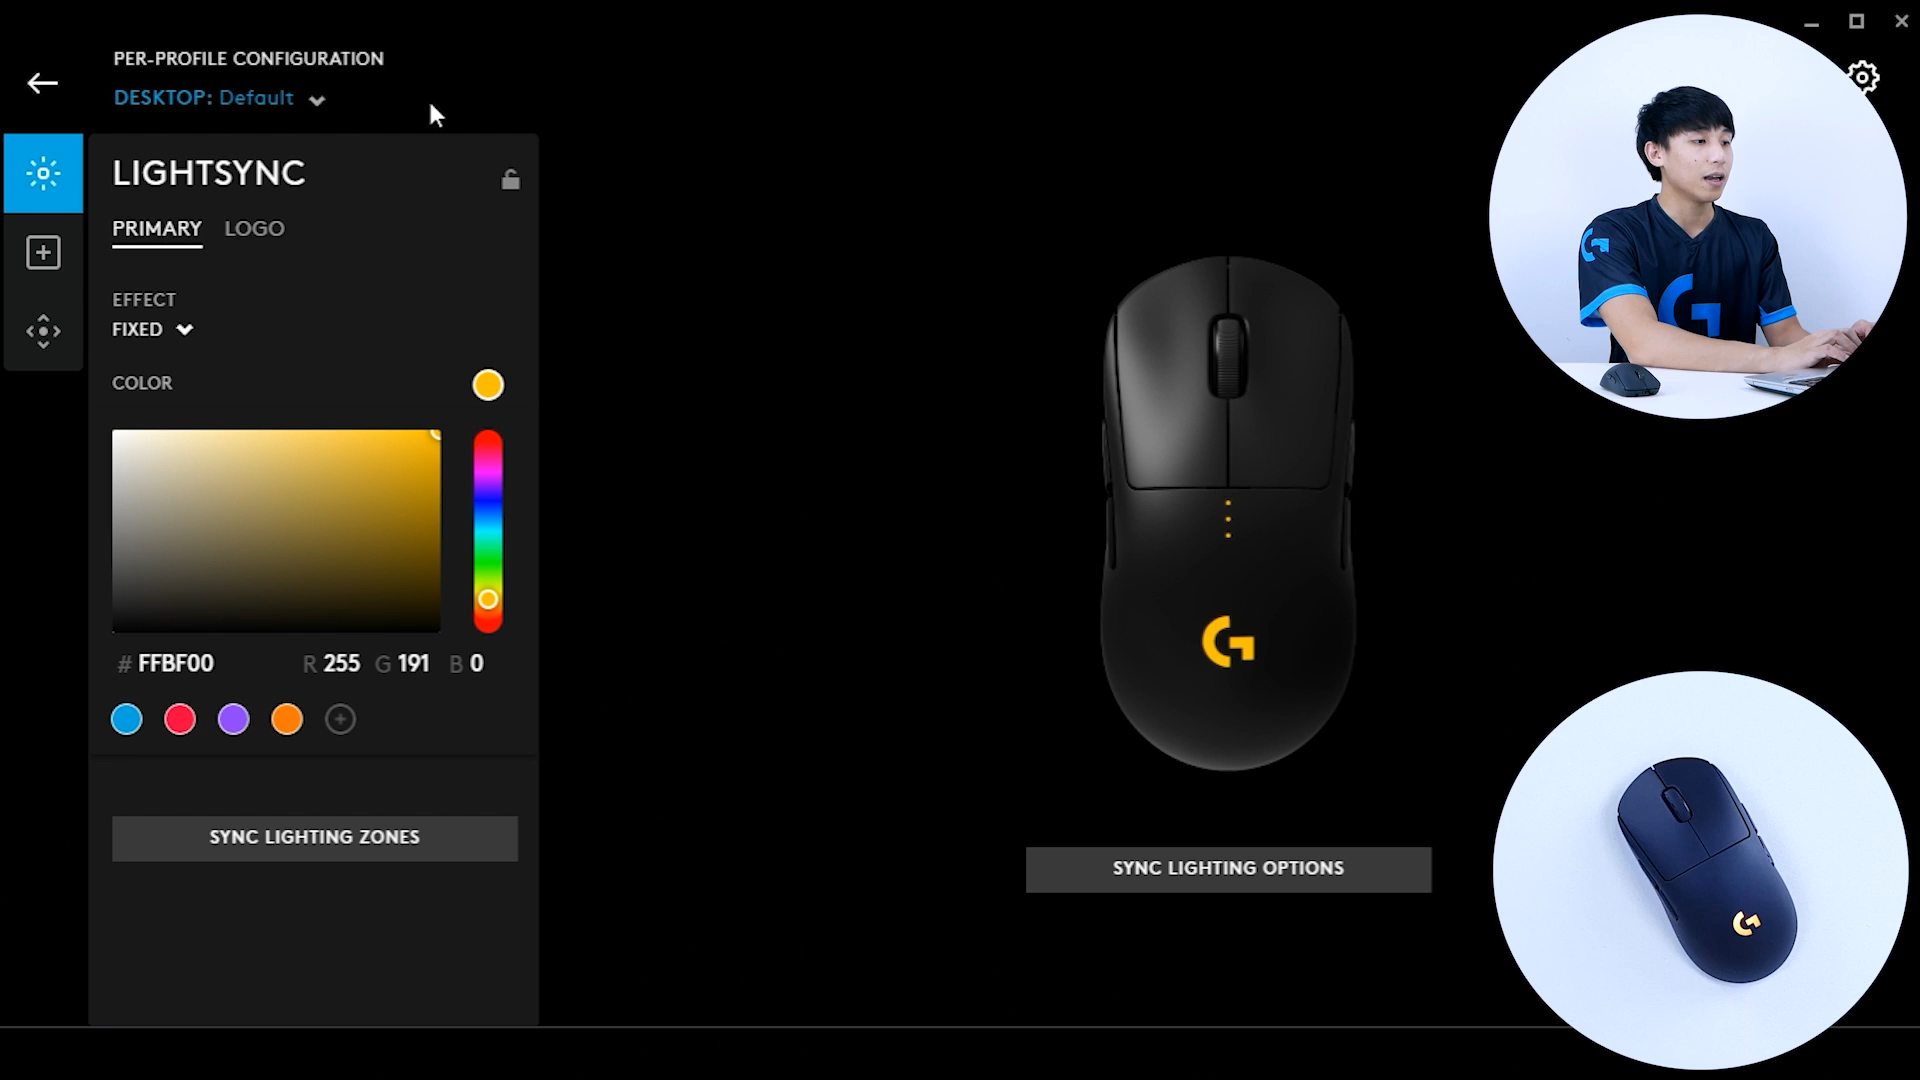 PER-PROFILE CONFIGURATION
DESKTOP: Default
LIGHTSYNC
PRIMARY LOGO
EFFECT
FIXED
COLOR
# FFBF00 R 255 G 191 B 0
SYNC LIGHTING ZONES
SYNC LIGHTING OPTIONS